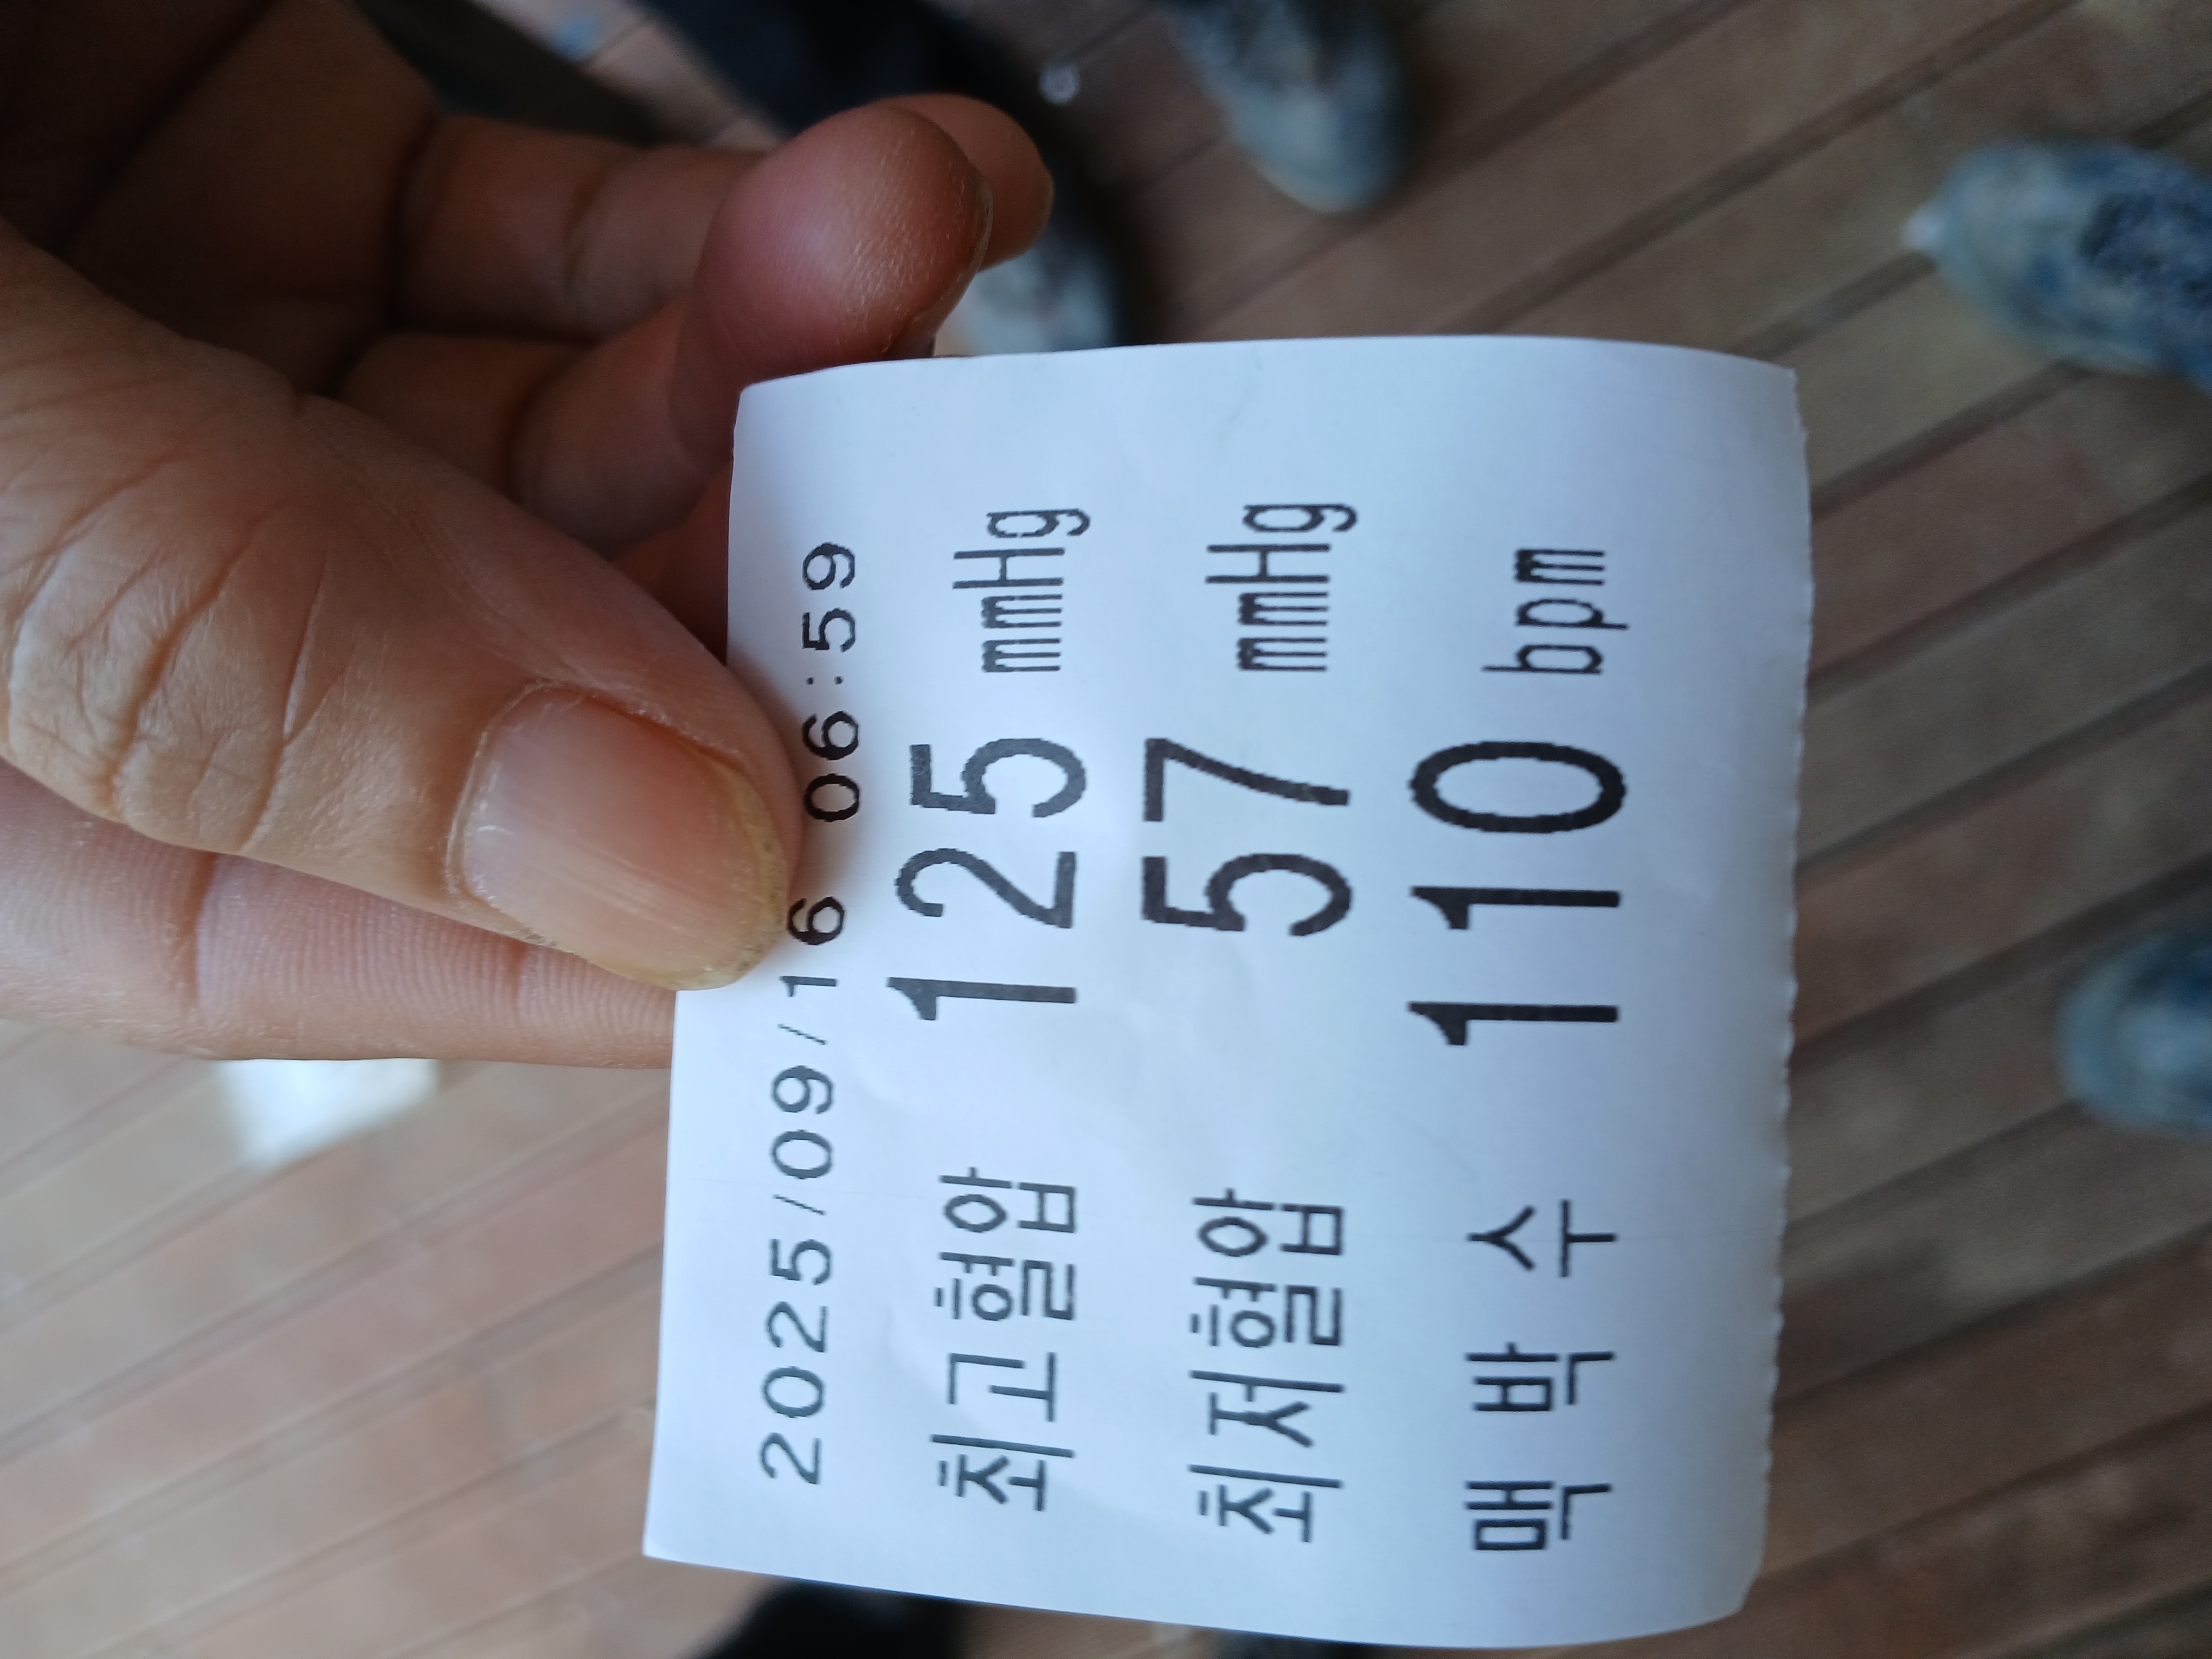 2025/09/16 06:59
최고혈압 125 mmHg
최저혈압 57 mmHg
맥 박 수 110 bpm